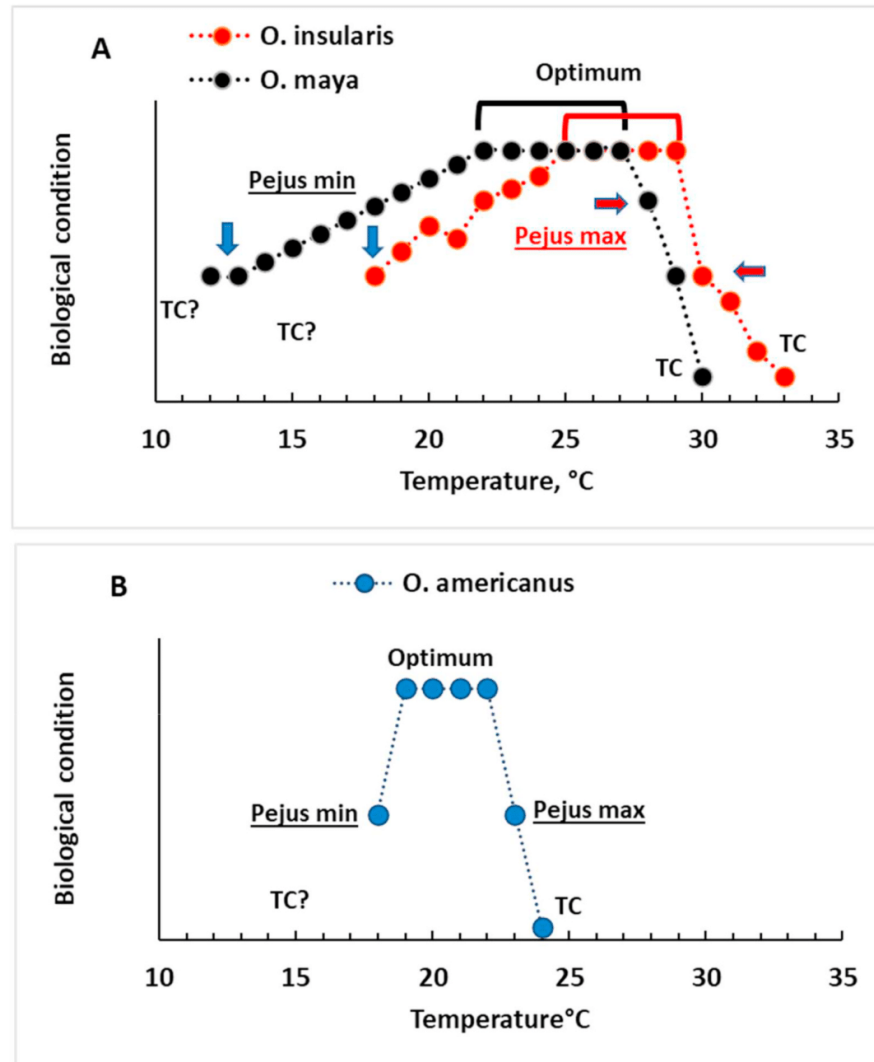 A
O. insularis
O. maya
Optimum
Pejus min
Pejus max
TC?
TC?
TC
TC
Biological condition
10 15 20 25 30 35
Temperature, °C
B
O. americanus
Optimum
Pejus min
Pejus max
TC?
TC
Biological condition
10 15 20 25 30 35
Temperature°C